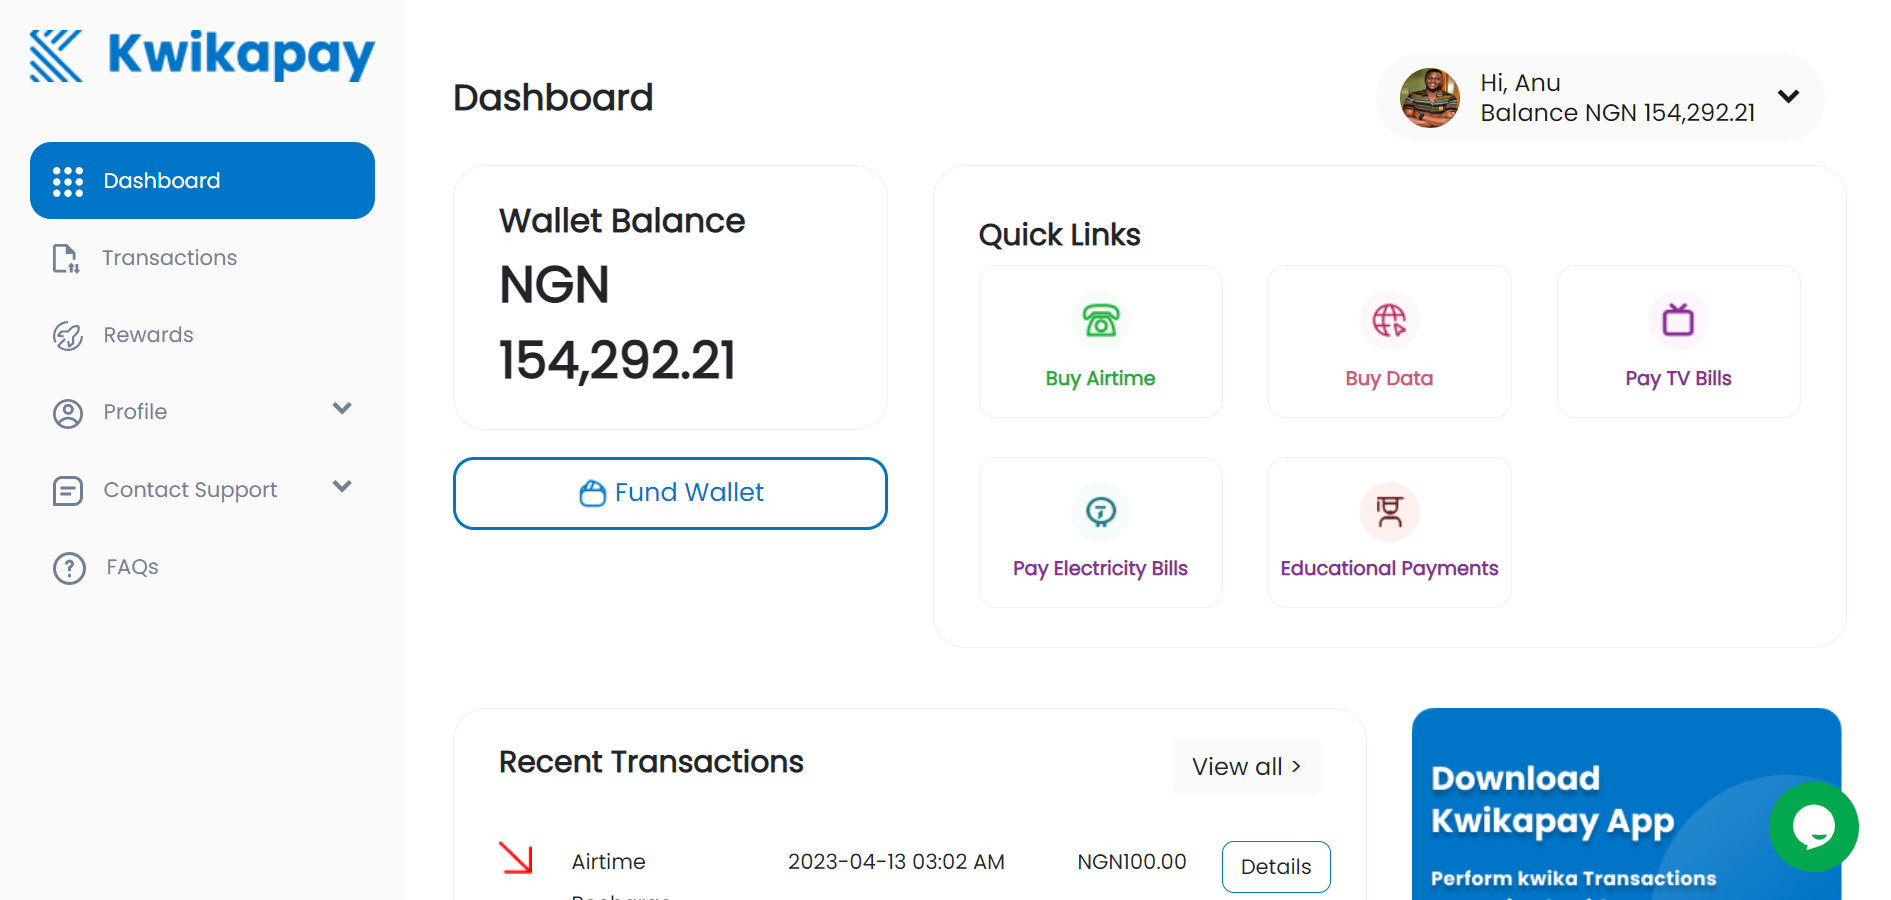 Kwikapay
Dashboard
Transactions
Rewards
Profile
Contact Support
FAQs
Dashboard
Hi, Anu
Balance NGN 154,292.21
Wallet Balance
NGN
154,292.21
Fund Wallet
Quick Links
Buy Airtime
Buy Data
Pay TV Bills
Pay Electricity Bills
Educational Payments
Recent Transactions
View all >
Airtime
2023-04-13 03:02 AM
NGN100.00
Details
Download
Kwikapay App
Perform kwika Transactions